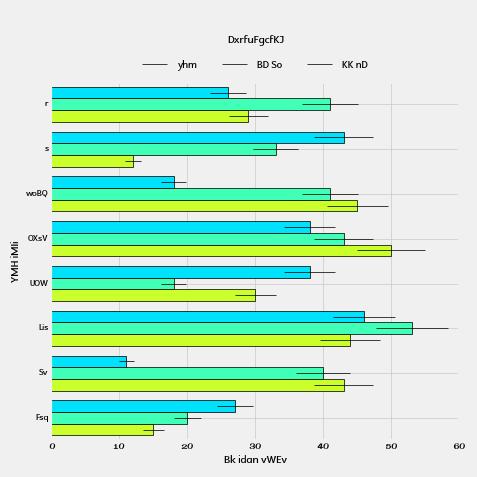 DxrfuFgcfKJ
yhm BD So KK nD
r
s
woBQ
OXsV
UOW
Lis
Sv
Fsq
YMH iMli
0 10 20 30 40 50 60
Bk idan vWEv